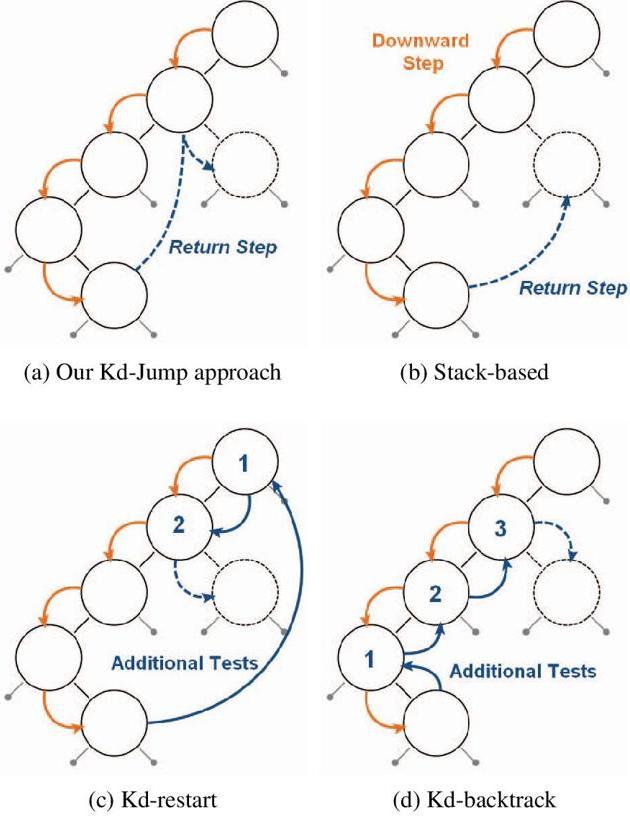 Downward
Step
Return Step
Return Step
(a) Our Kd-Jump approach
(b) Stack-based
1
2
Additional Tests
3
2
1
Additional Tests
(c) Kd-restart
(d) Kd-backtrack